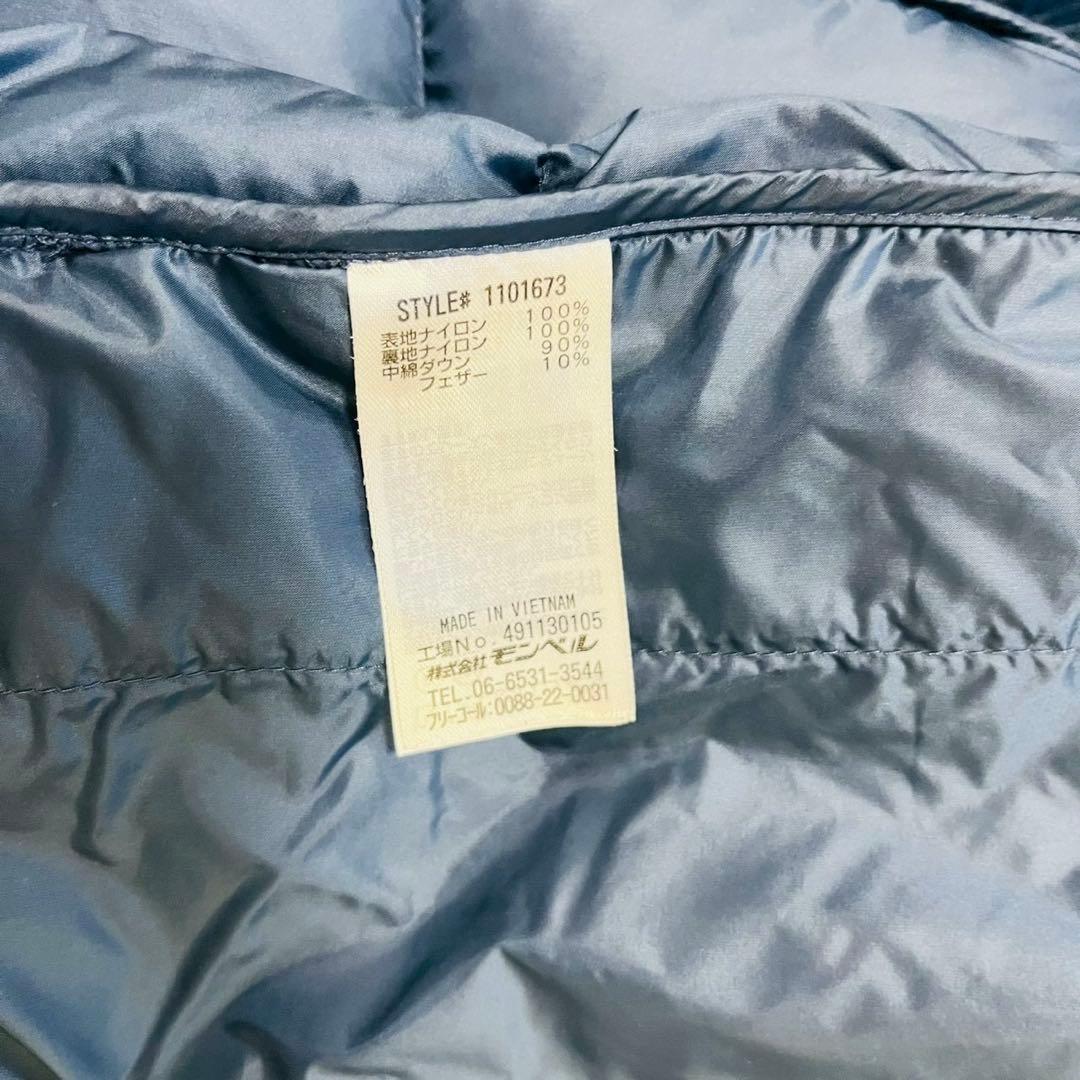 STYLE# 1101673
表地ナイロン 100%
裏地ナイロン 100%
中綿ダウン 90%
フェザー 10%
MADE IN VIETNAM
工場No. 491130105
株式会社モンベル
TEL.06-6531-3544
フリーコール:0088-22-0031